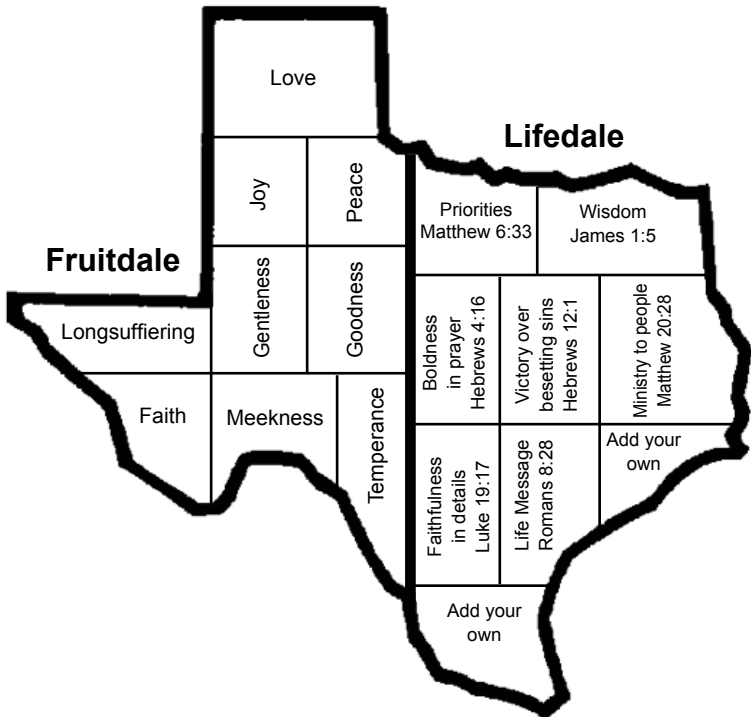 Love
Lifedale
Joy
Peace
Priorities
Matthew 6:33
Wisdom
James 1:5
Fruitdale
Gentleness
Goodness
Longsuffiering
Boldness
in prayer
Hebrews 4:16
Victory over
besetting sins
Hebrews 12:1
Ministry to people
Matthew 20:28
Faith
Meekness
Temperance
Faithfulness
in details
Luke 19:17
Life Message
Romans 8:28
Add your
own
Add your
own